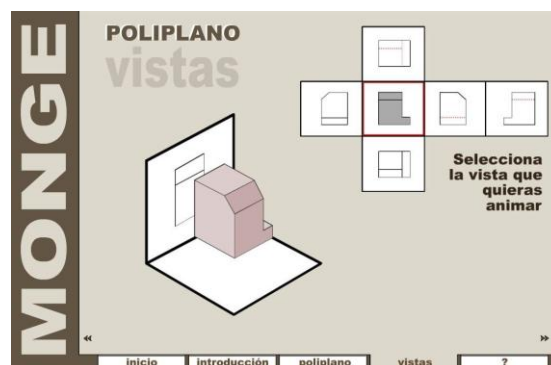 MONGE
POLIPLANO
vistas
Selecciona
la vista que
quieras
animar
«
»
inicio
introducción
poliplano
vistas
?